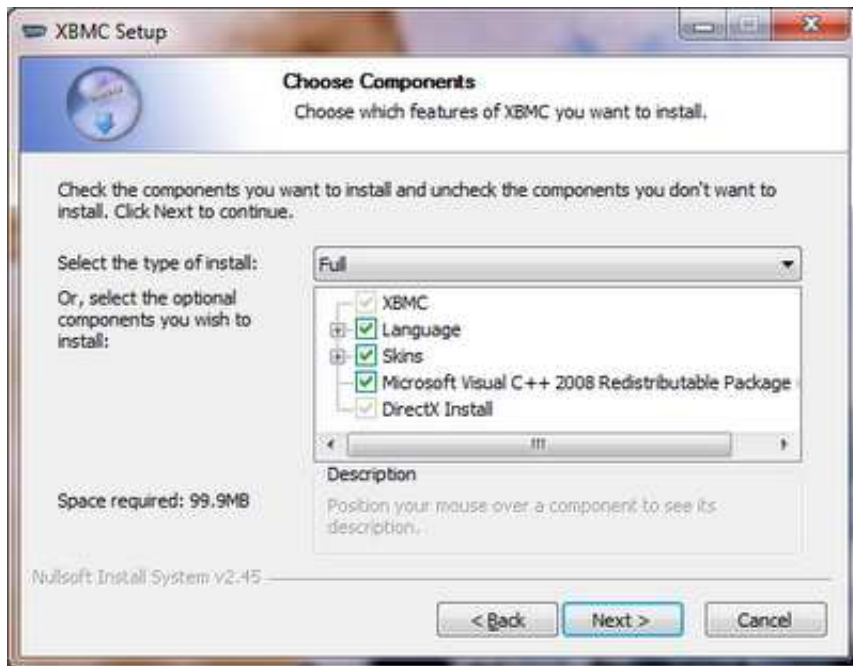 XBMC Setup
Choose Components
Choose which features of XBMC you want to install.
Check the components you want to install and uncheck the components you don't want to
install. Click Next to continue.
Select the type of install:
Full
Or, select the optional
components you wish to
install:
XBMC
Language
Skins
Microsoft Visual C++ 2008 Redistributable Package
DirectX Install
Description
Position your mouse over a component to see its
description.
Space required: 99.9MB
Nullsoft Install System v2.45
< Back
Next >
Cancel